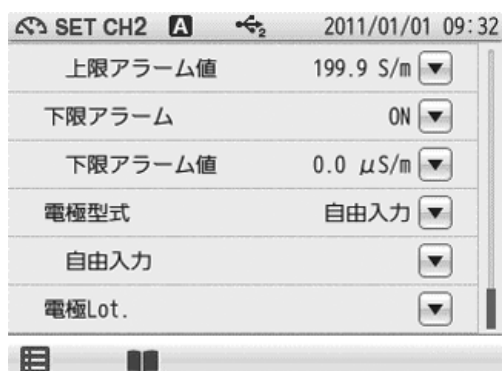 SET CH2 A 2 2011/01/01 09:32
上限アラーム値 199.9 S/m
下限アラーム ON
下限アラーム値 0.0 μS/m
電極型式 自由入力
自由入力
電極Lot.